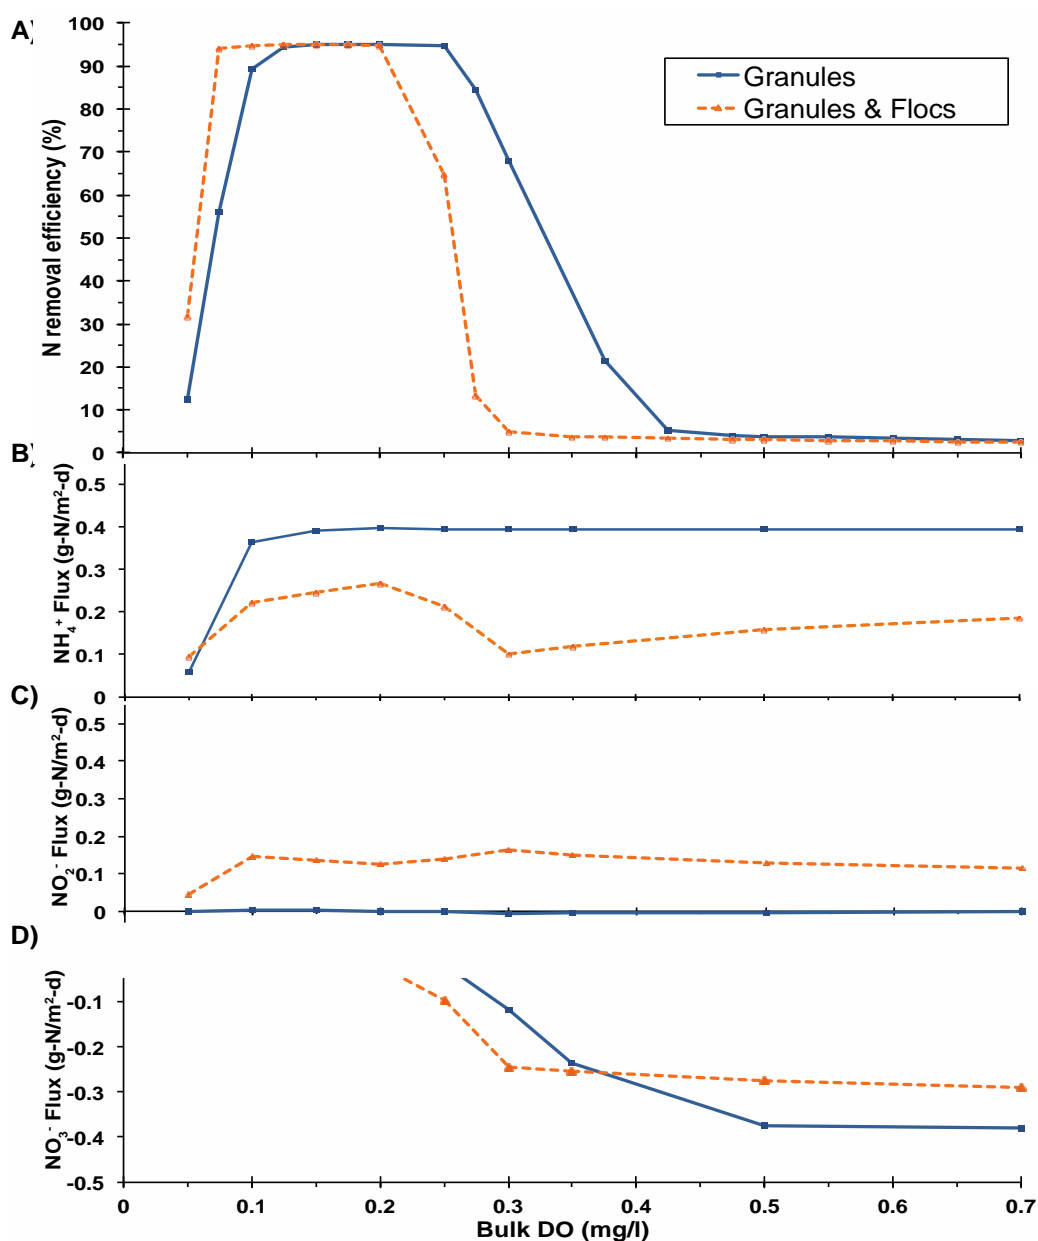 A)
N removal efficiency (%)
100
90
80
70
60
50
40
30
20
10
0
Granules
Granules & Flocs
B)
NH₄⁺ Flux (g-N/m²-d)
0.5
0.4
0.3
0.2
0.1
0
C)
NO₂⁻ Flux (g-N/m²-d)
0.5
0.4
0.3
0.2
0.1
0
D)
NO₃⁻ Flux (g-N/m²-d)
-0.1
-0.2
-0.3
-0.4
-0.5
0 0.1 0.2 0.3 0.4 0.5 0.6 0.7
Bulk DO (mg/l)